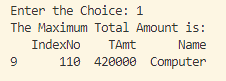 Enter the Choice: 1
The Maximum Total Amount is:
   IndexNo    TAmt      Name
9      110  420000  Computer